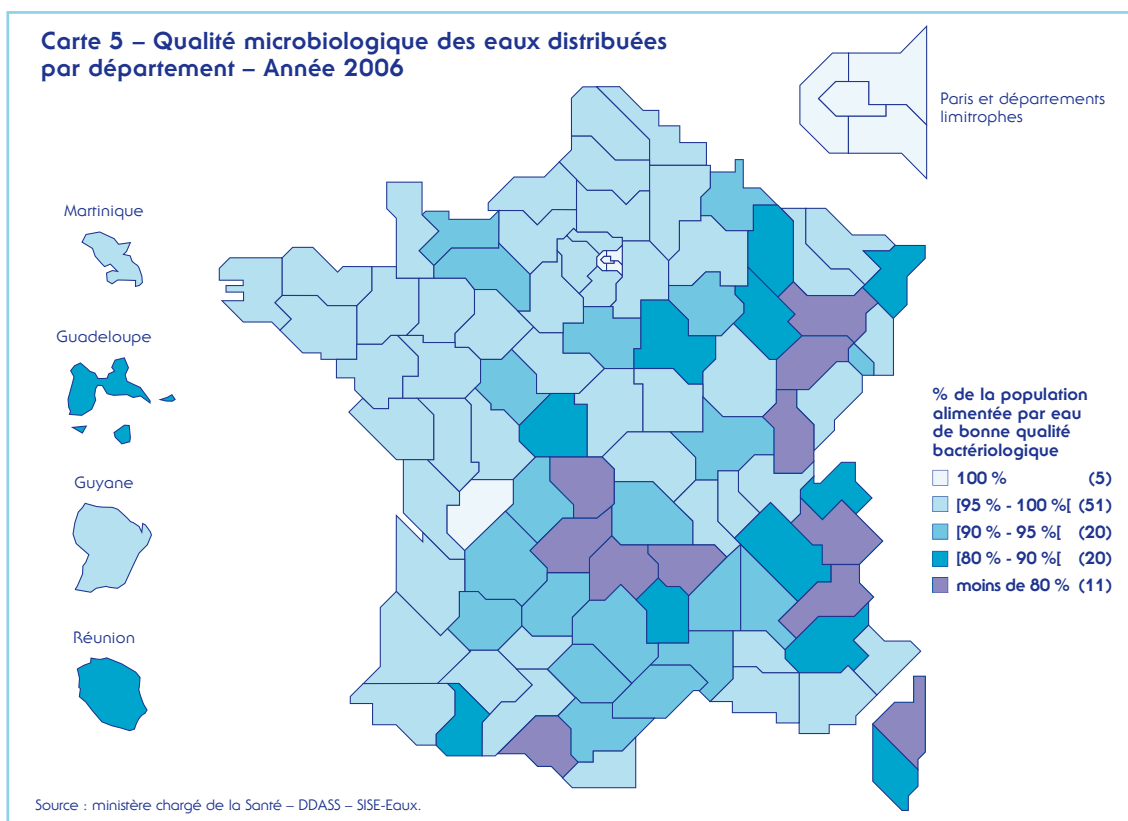 Carte 5 – Qualité microbiologique des eaux distribuées
par département – Année 2006
Paris et départements
limitrophes
Martinique
Guadeloupe
Guyane
Réunion
% de la population
alimentée par eau
de bonne qualité
bactériologique
100 % (5)
[95 % - 100 %[ (51)
[90 % - 95 %[ (20)
[80 % - 90 %[ (20)
moins de 80 % (11)
Source : ministère chargé de la Santé – DDASS – SISE-Eaux.